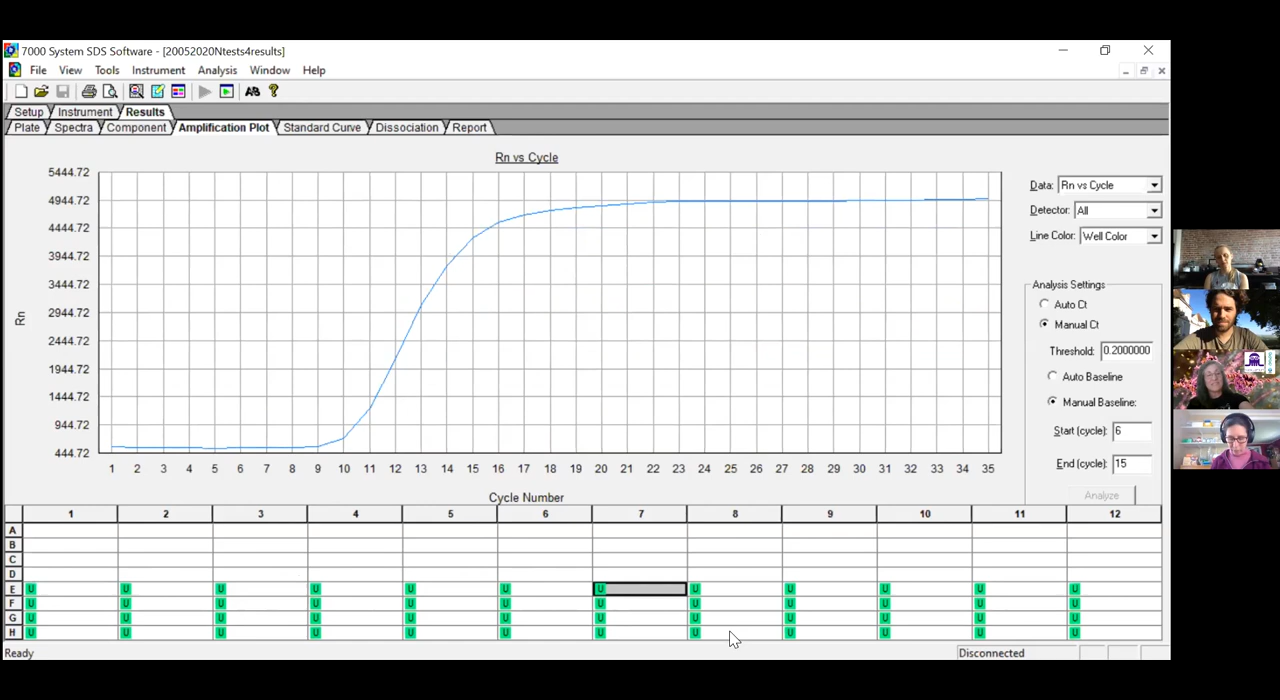 7000 System SDS Software - [20052020Ntests4results]
File View Tools Instrument Analysis Window Help
Setup Instrument Results
Plate Spectra Component Amplification Plot Standard Curve Dissociation Report
Rn vs Cycle
5444.72
4944.72
4444.72
3944.72
3444.72
2944.72
2444.72
1944.72
1444.72
944.72
444.72
Rn
1 2 3 4 5 6 7 8 9 10 11 12 13 14 15 16 17 18 19 20 21 22 23 24 25 26 27 28 29 30 31 32 33 34 35
Cycle Number
Data: Rn vs Cycle
Detector: All
Line Color: Well Color
Analysis Settings
Auto Ct
Manual Ct
Threshold: 0.2000000
Auto Baseline
Manual Baseline:
Start (cycle): 6
End (cycle): 15
Analyze
1 2 3 4 5 6 7 8 9 10 11 12
A
B
C
D
E U U U U U U U U U U U U
F U U U U U U U U U U U U
G U U U U U U U U U U U U
H U U U U U U U U U U U U
Ready Disconnected